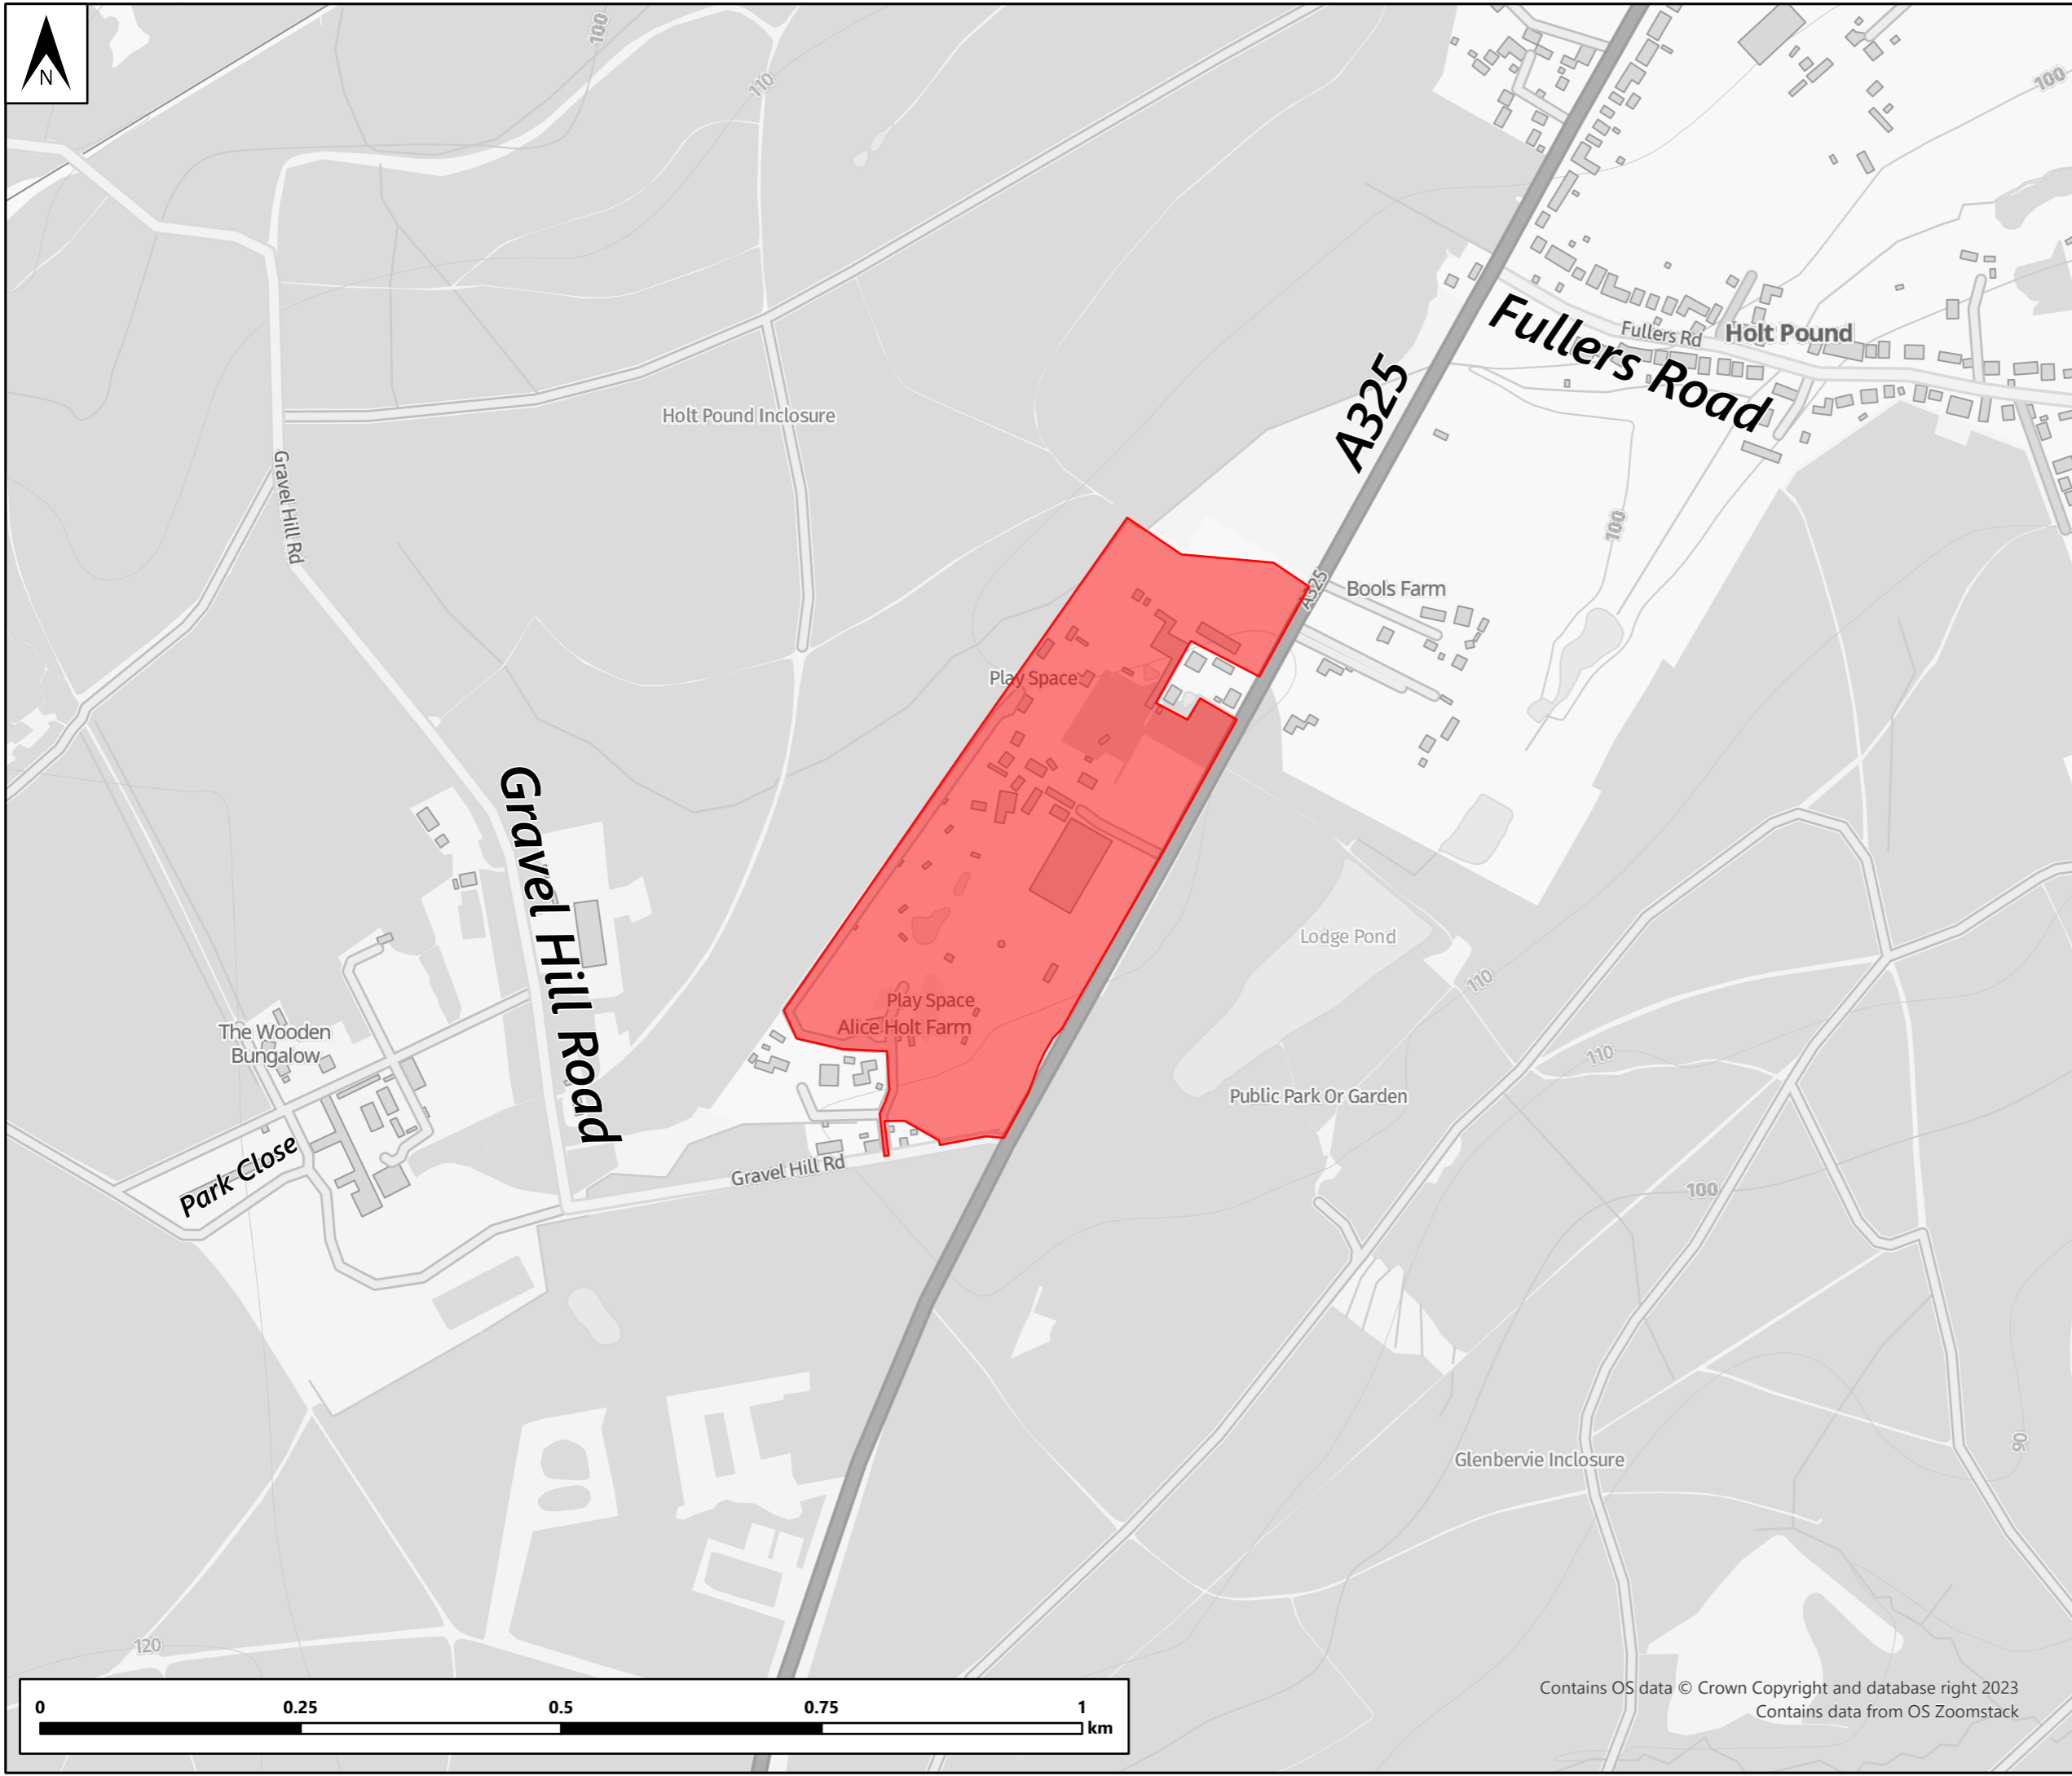 N
100
110
100
Fullers Road
Fullers Rd
Holt Pound
A325
Holt Pound Inclosure
Gravel Hill Rd
100
A325
Bools Farm
Play Space
Gravel Hill Road
Lodge Pond
110
Play Space
Alice Holt Farm
The Wooden
Bungalow
110
Public Park Or Garden
Park Close
Gravel Hill Rd
100
90
Glenbervie Inclosure
120
Contains OS data © Crown Copyright and database right 2023
Contains data from OS Zoomstack
0 0.25 0.5 0.75 1
km